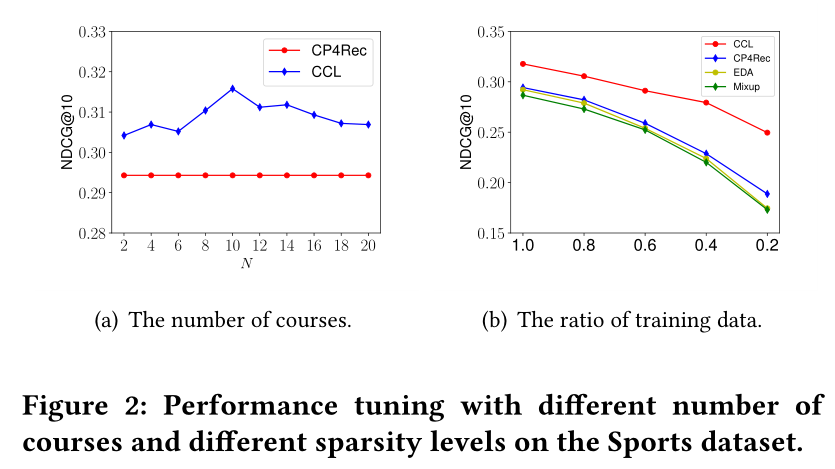 0.33
0.32
0.31
0.30
0.29
0.28
NDCG@10
CP4Rec
CCL
2 4 6 8 10 12 14 16 18 20
N
(a) The number of courses.
0.35
0.30
0.25
0.20
0.15
NDCG@10
CCL
CP4Rec
EDA
Mixup
1.0 0.8 0.6 0.4 0.2
(b) The ratio of training data.
Figure 2: Performance tuning with different number of
courses and different sparsity levels on the Sports dataset.